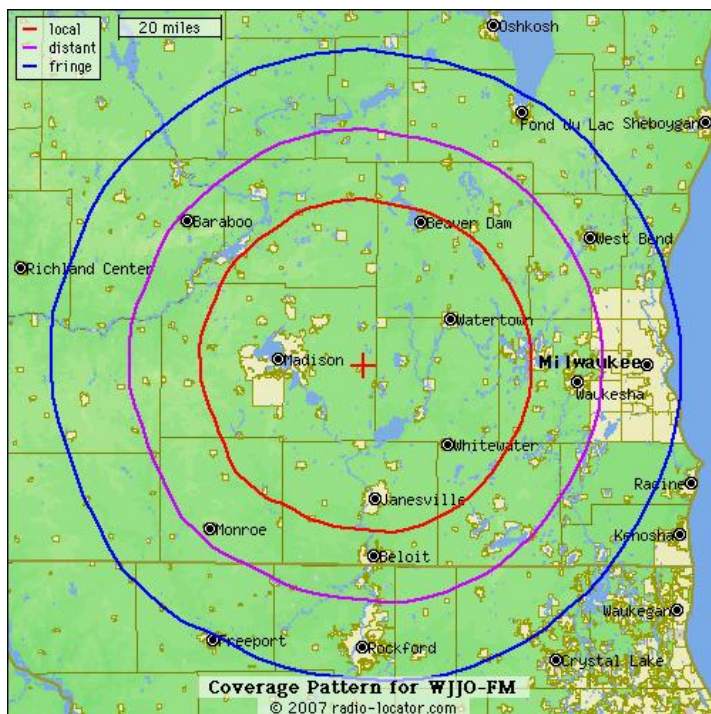 local
20 miles
Oshkosh
distant
fringe
Fond du Lac
Sheboygan
Baraboo
Beaver Dam
West Bend
Richland Center
Watertown
Madison
Milwaukee
Waukesha
Whitewater
Racine
Janesville
Monroe
Kenosha
Beloit
Waukegan
Freeport
Rockford
Crystal Lake
Coverage Pattern for WJJO-FM
© 2007 radio-locator.com